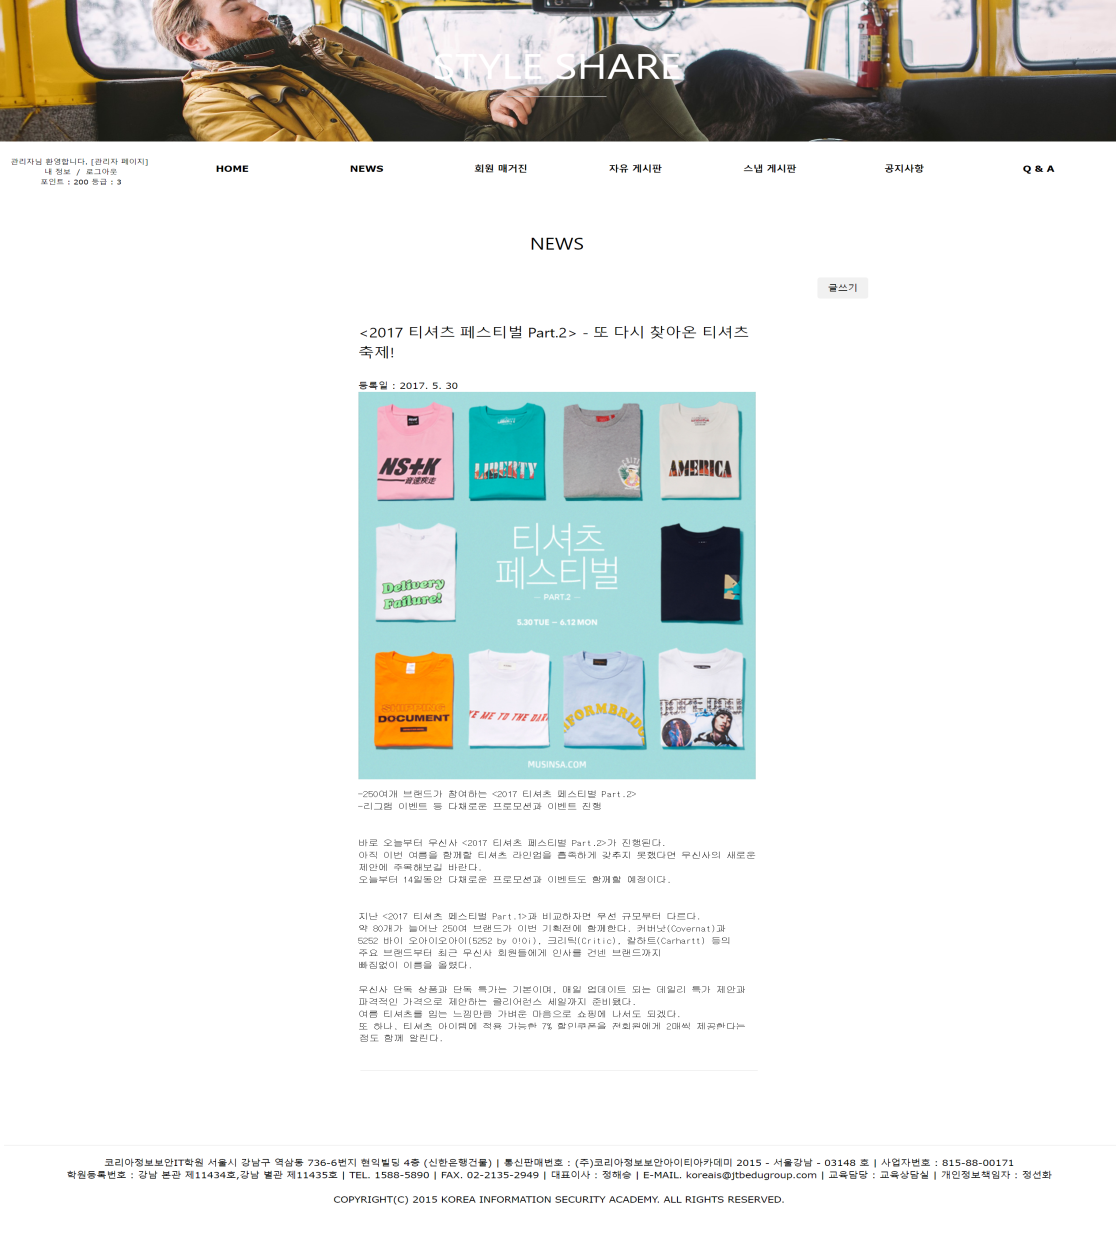 STYLE SHARE
관리자님 환영합니다. [관리자 페이지]
내 정보 / 로그아웃
포인트 : 200 등급 : 3
HOME
NEWS
회원 매거진
자유 게시판
스냅 게시판
공지사항
Q & A
NEWS
글쓰기
<2017 티셔츠 페스티벌 Part.2> - 또 다시 찾아온 티셔츠
축제!
등록일 : 2017. 5. 30
NS+K
LIBERTY
AMERICA
Delivery
Failure!
티셔츠
페스티벌
- PART.2 -
5.30 TUE ~ 6.12 MON
SHIPPING
DOCUMENT
MUSINSA.COM
-250여개 브랜드가 참여하는 <2017 티셔츠 페스티벌 Part.2>
-리그램 이벤트 등 다채로운 프로모션과 이벤트 진행
바로 오늘부터 무신사 <2017 티셔츠 페스티벌 Part.2>가 진행된다.
아직 이번 여름을 함께할 티셔츠 라인업을 흡족하게 갖추지 못했다면 무신사의 새로운
제안에 주목해보길 바란다.
오늘부터 14일동안 다채로운 프로모션과 이벤트도 함께할 예정이다.
지난 <2017 티셔츠 페스티벌 Part.1>과 비교하자면 우선 규모부터 다르다.
약 80개가 늘어난 250여 브랜드가 이번 기획전에 함께한다. 커버낫(Covernat)과
5252 바이 오아이오아이(5252 by O!Oi), 크리틱(Critic), 칼하트(Carhartt) 등의
주요 브랜드부터 최근 무신사 회원들에게 인사를 건넨 브랜드까지
빠짐없이 이름을 올렸다.
무신사 단독 상품과 단독 특가는 기본이며, 매일 업데이트 되는 데일리 특가 제안과
파격적인 가격으로 제안하는 클리어런스 세일까지 준비됐다.
여름 티셔츠를 입는 느낌만큼 가벼운 마음으로 쇼핑에 나서도 되겠다.
또 하나, 티셔츠 아이템에 적용 가능한 7% 할인쿠폰을 전회원에게 2매씩 제공한다는
점도 함께 알린다.
코리아정보보안IT학원 서울시 강남구 역삼동 736-6번지 현익빌딩 4층 (신한은행건물) | 통신판매번호 : (주)코리아정보보안아이티아카데미 2015 - 서울강남 - 03148 호 | 사업자번호 : 815-88-00171
학원등록번호 : 강남 본관 제11434호,강남 별관 제11435호 | TEL. 1588-5890 | FAX. 02-2135-2949 | 대표이사 : 정해승 | E-MAIL. koreais@jtbedugroup.com | 교육담당 : 교육상담실 | 개인정보책임자 : 정선화
COPYRIGHT(C) 2015 KOREA INFORMATION SECURITY ACADEMY. ALL RIGHTS RESERVED.